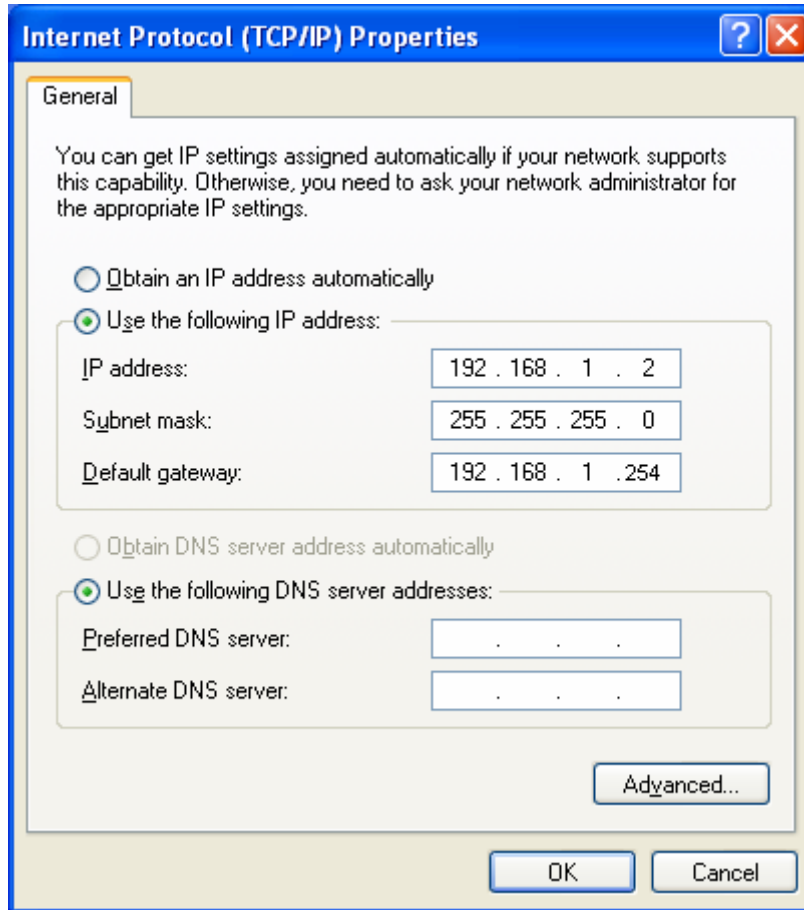 Internet Protocol (TCP/IP) Properties
General
You can get IP settings assigned automatically if your network supports
this capability. Otherwise, you need to ask your network administrator for
the appropriate IP settings.
Obtain an IP address automatically
Use the following IP address:
IP address: 192 . 168 . 1 . 2
Subnet mask: 255 . 255 . 255 . 0
Default gateway: 192 . 168 . 1 . 254
Obtain DNS server address automatically
Use the following DNS server addresses:
Preferred DNS server: . . .
Alternate DNS server: . . .
Advanced...
OK Cancel